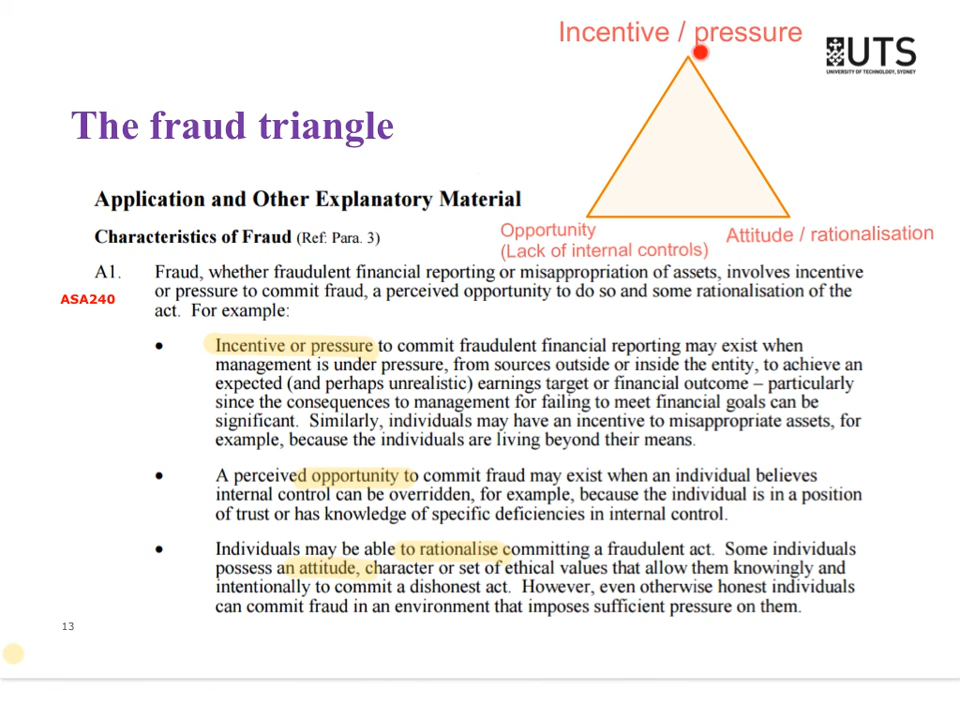 Incentive / pressure
UTS
UNIVERSITY OF TECHNOLOGY, SYDNEY
The fraud triangle
Application and Other Explanatory Material
Opportunity
(Lack of internal controls)
Attitude / rationalisation
Characteristics of Fraud (Ref: Para. 3)
A1. Fraud, whether fraudulent financial reporting or misappropriation of assets, involves incentive
ASA240
or pressure to commit fraud, a perceived opportunity to do so and some rationalisation of the
act. For example:
• Incentive or pressure to commit fraudulent financial reporting may exist when
management is under pressure, from sources outside or inside the entity, to achieve an
expected (and perhaps unrealistic) earnings target or financial outcome – particularly
since the consequences to management for failing to meet financial goals can be
significant. Similarly, individuals may have an incentive to misappropriate assets, for
example, because the individuals are living beyond their means.
• A perceived opportunity to commit fraud may exist when an individual believes
internal control can be overridden, for example, because the individual is in a position
of trust or has knowledge of specific deficiencies in internal control.
• Individuals may be able to rationalise committing a fraudulent act. Some individuals
possess an attitude, character or set of ethical values that allow them knowingly and
intentionally to commit a dishonest act. However, even otherwise honest individuals
can commit fraud in an environment that imposes sufficient pressure on them.
13